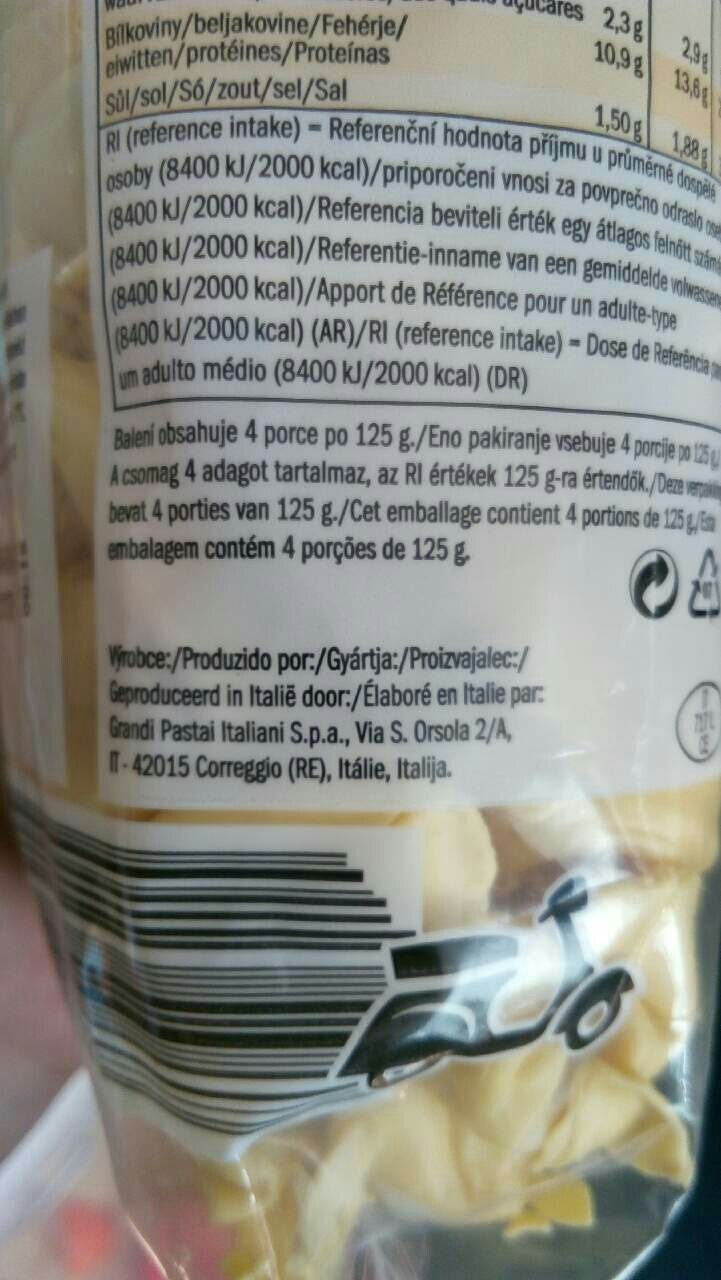 açúcares 2,3 g 2,9 g
Bílkoviny/beljakovine/Fehérje/
eiwitten/protéines/Proteínas 10,9 g 13,6 g
Sůl/sol/Só/zout/sel/Sal 1,50 g 1,88 g
RI (reference intake) = Referenční hodnota příjmu u průměrné dospělé
osoby (8400 kJ/2000 kcal)/priporočeni vnosi za povprečno odraslo
(8400 kJ/2000 kcal)/Referencia beviteli érték egy átlagos felnőtt
(8400 kJ/2000 kcal)/Referentie-inname van een gemiddelde
(8400 kJ/2000 kcal)/Apport de Référence pour un adulte-type
(8400 kJ/2000 kcal) (AR)/RI (reference intake) = Dose de Referência
um adulto médio (8400 kJ/2000 kcal) (DR)
Balení obsahuje 4 porce po 125 g./Eno pakiranje vsebuje 4 porcije po 125 g./
A csomag 4 adagot tartalmaz, az RI értékek 125 g-ra értendők./Deze
bevat 4 porties van 125 g./Cet emballage contient 4 portions de 125 g./Esta
embalagem contém 4 porções de 125 g.
Výrobce:/Produzido por:/Gyártja:/Proizvajalec:/
Geproduceerd in Italië door:/Élaboré en Italie par:
Grandi Pastai Italiani S.p.a., Via S. Orsola 2/A,
IT - 42015 Correggio (RE), Itálie, Italija.